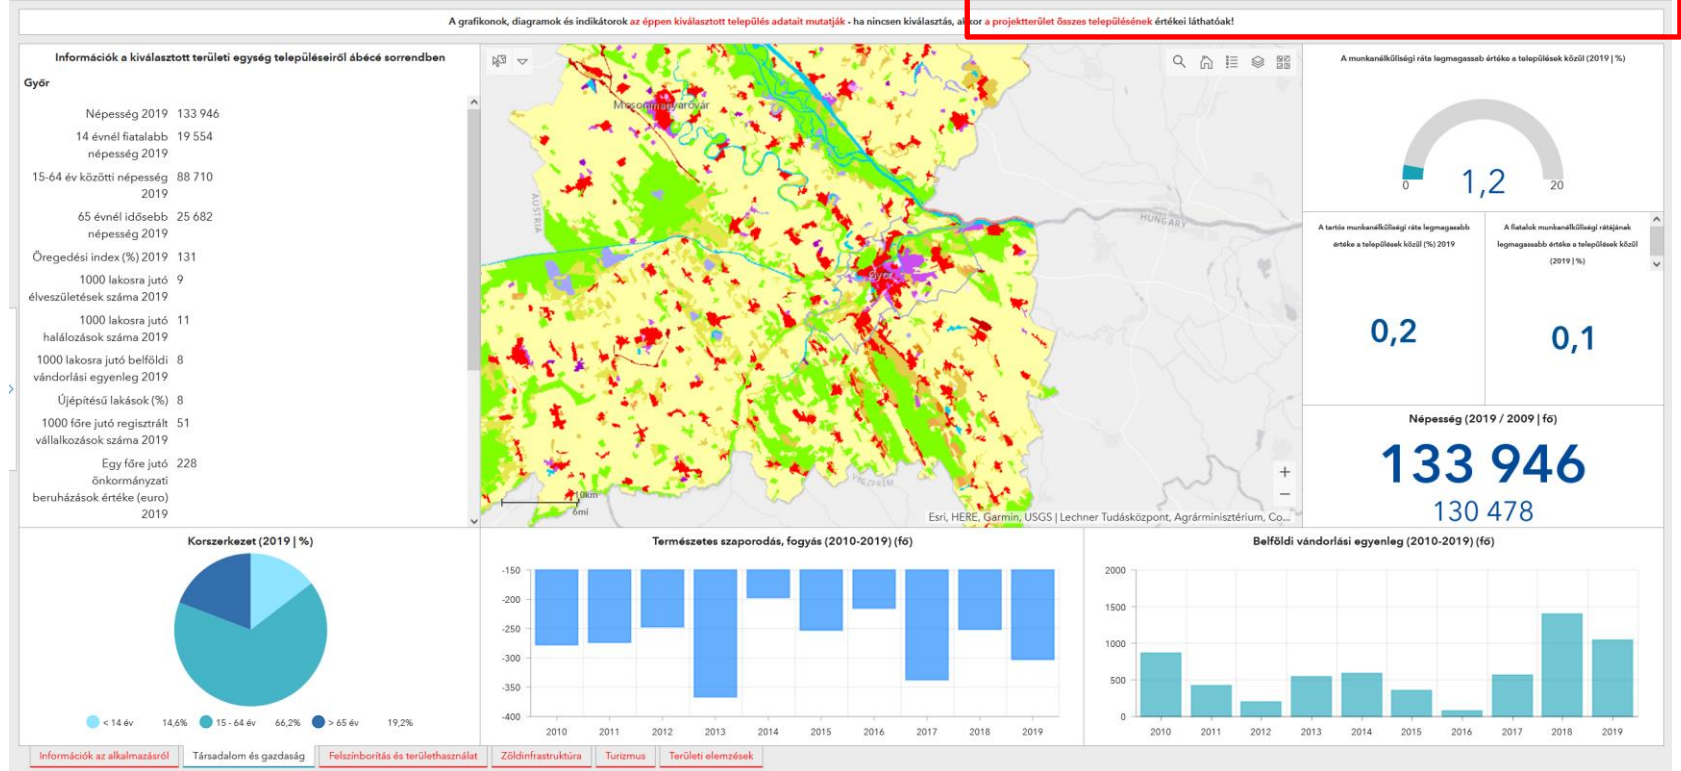 A grafikonok, diagramok és indikátorok az éppen kiválasztott település adatait mutatják - ha nincsen kiválasztás, akkor a projektterület összes településének értékei láthatóak!
Információk a kiválasztott területi egység településeiről ábécé sorrendben
Győr
Népesség 2019 133 946
14 évnél fiatalabb 19 554
népesség 2019
15-64 év közötti népesség 88 710
2019
65 évnél idősebb 25 682
népesség 2019
Öregedési index (%) 2019 131
1000 lakosra jutó 9
élveszületések száma 2019
1000 lakosra jutó 11
halálozások száma 2019
1000 lakosra jutó belföldi 8
vándorlási egyenleg 2019
Újépítésű lakások (%) 8
1000 főre jutó regisztrált 51
vállalkozások száma 2019
Egy főre jutó 228
önkormányzati
beruházások értéke (euro)
2019
Mosonmagyaróvár
AUSTRIA
HUNGARY
Győr
VESZPRÉM
10km
6mi
+
−
Esri, HERE, Garmin, USGS | Lechner Tudásközpont, Agrárminisztérium, Co...
A munkanélküliségi ráta legmagassab értéke a települések közül (2019 | %)
0
1,2
20
A tartós munkanélküliségi ráta legmagasabb
értéke a települések közül (%) 2019
0,2
A fiatalok munkanélküliségi rátájának
legmagassabb értéke a települések közül
(2019 | %)
0,1
Népesség (2019 / 2009 | fő)
133 946
130 478
Korszerkezet (2019 | %)
< 14 év 14,6% 15 - 64 év 66,2% > 65 év 19,2%
Természetes szaporodás, fogyás (2010-2019) (fő)
-150
-200
-250
-300
-350
-400
2010 2011 2012 2013 2014 2015 2016 2017 2018 2019
Belföldi vándorlási egyenleg (2010-2019) (fő)
2000
1500
1000
500
0
2010 2011 2012 2013 2014 2015 2016 2017 2018 2019
Információk az alkalmazásról Társadalom és gazdaság Felszínborítás és területhasználat Zöldinfrastruktúra Turizmus Területi elemzések